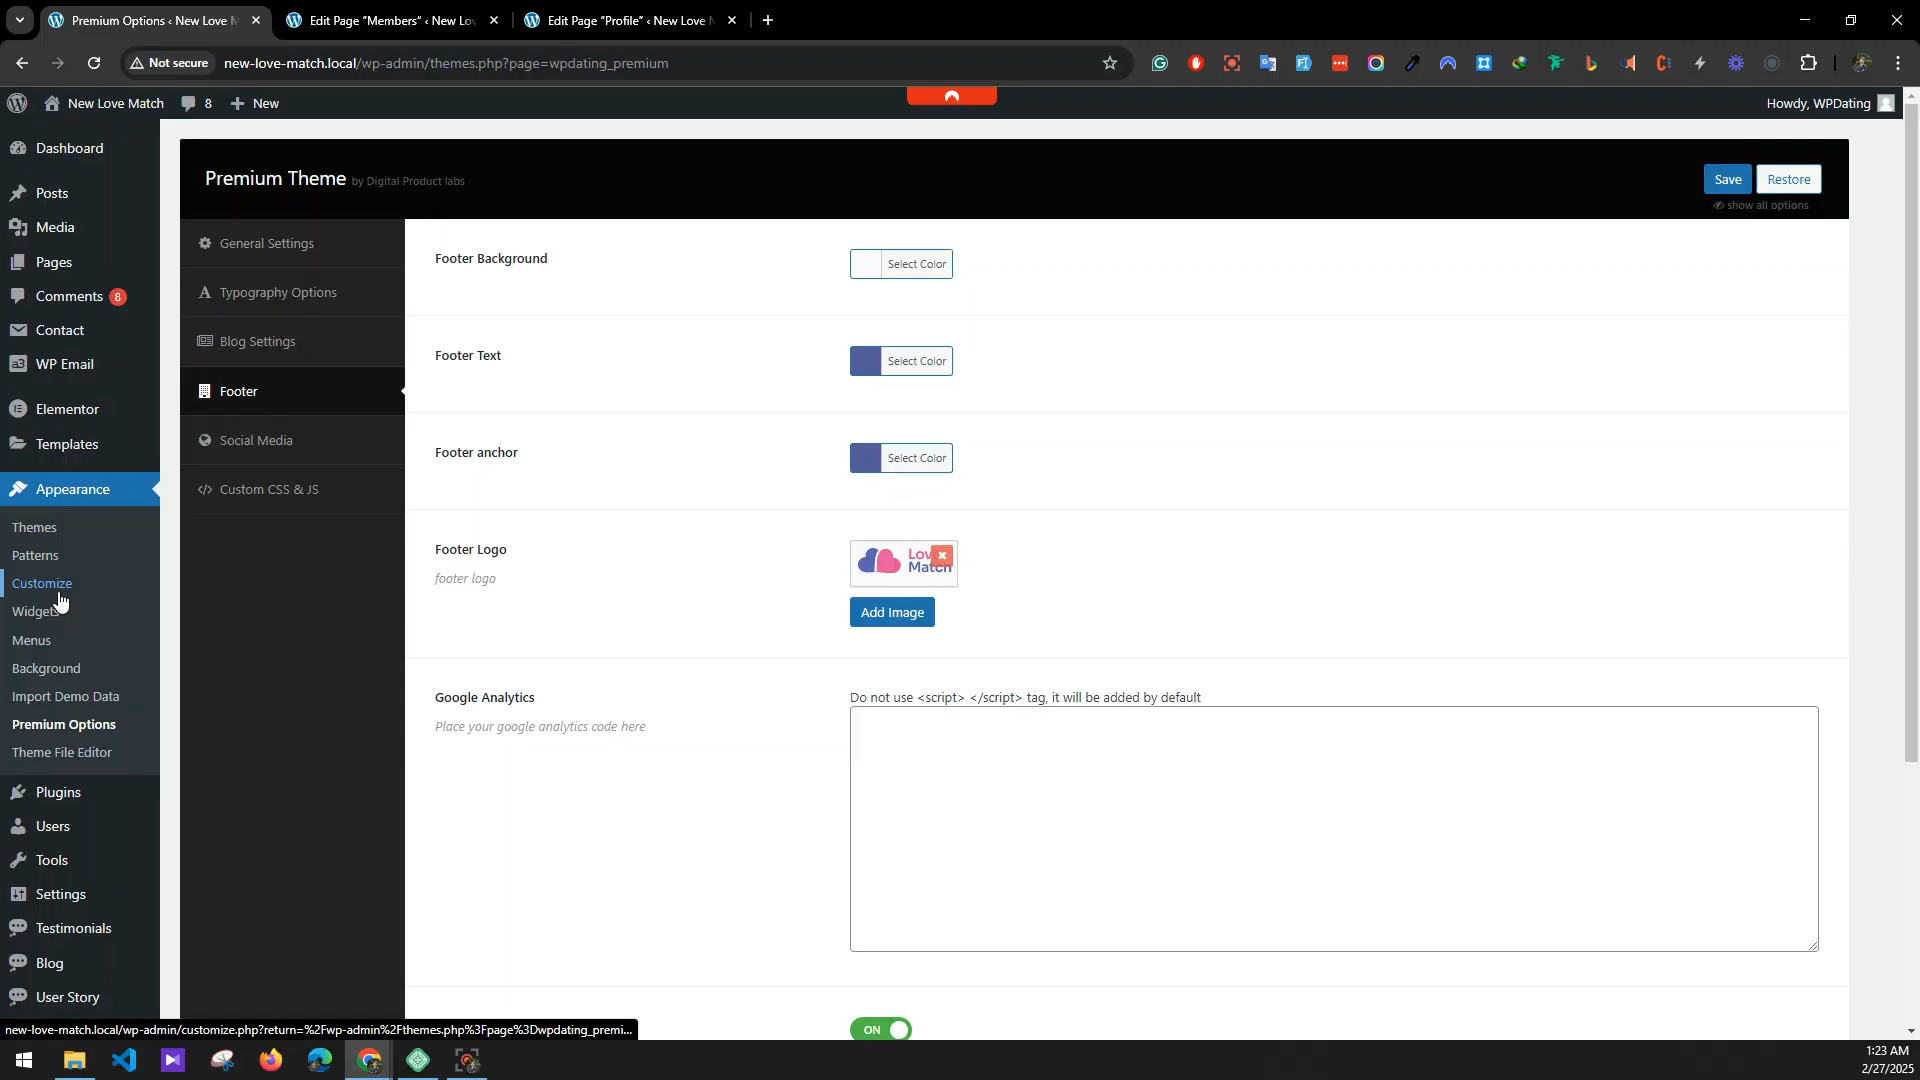 Premium Options ‹ New Love M
Edit Page “Members” ‹ New Lo
Edit Page “Profile” ‹ New Love M
Not secure
new-love-match.local/wp-admin/themes.php?page=wpdating_premium
New Love Match
8
New
Howdy, WPDating
Dashboard
Posts
Media
Pages
Comments 8
Contact
WP Email
Elementor
Templates
Appearance
Themes
Patterns
Customize
Widgets
Menus
Background
Import Demo Data
Premium Options
Theme File Editor
Plugins
Users
Tools
Settings
Testimonials
Blog
User Story
Premium Theme by Digital Product labs
Save
Restore
show all options
General Settings
Typography Options
Blog Settings
Footer
Social Media
Custom CSS & JS
Footer Background
Select Color
Footer Text
Select Color
Footer anchor
Select Color
Footer Logo
footer logo
Love
Match
Add Image
Google Analytics
Place your google analytics code here
Do not use <script> </script> tag, it will be added by default
ON
new-love-match.local/wp-admin/customize.php?return=%2Fwp-admin%2Fthemes.php%3Fpage%3Dwpdating_premi...
1:23 AM
2/27/2025